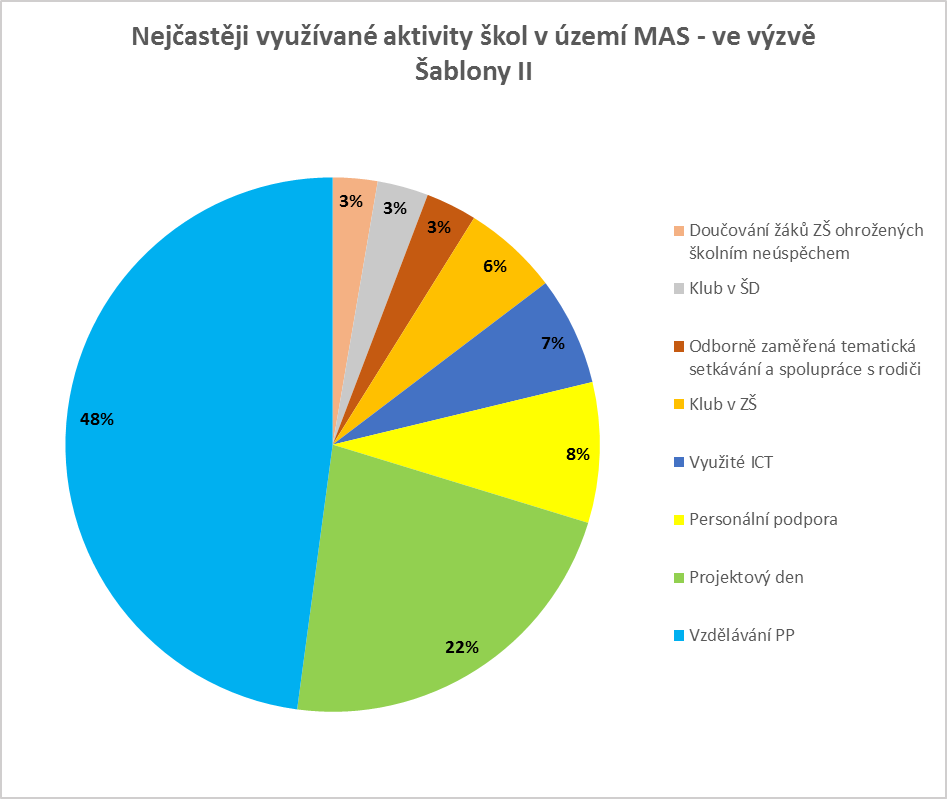 Nejčastěji využívané aktivity škol v území MAS - ve výzvě
Šablony II
3%
3%
3%
6%
7%
8%
22%
48%
Doučování žáků ZŠ ohrožených
školním neúspěchem
Klub v ŠD
Odborně zaměřená tematická
setkávání a spolupráce s rodiči
Klub v ZŠ
Využité ICT
Personální podpora
Projektový den
Vzdělávání PP